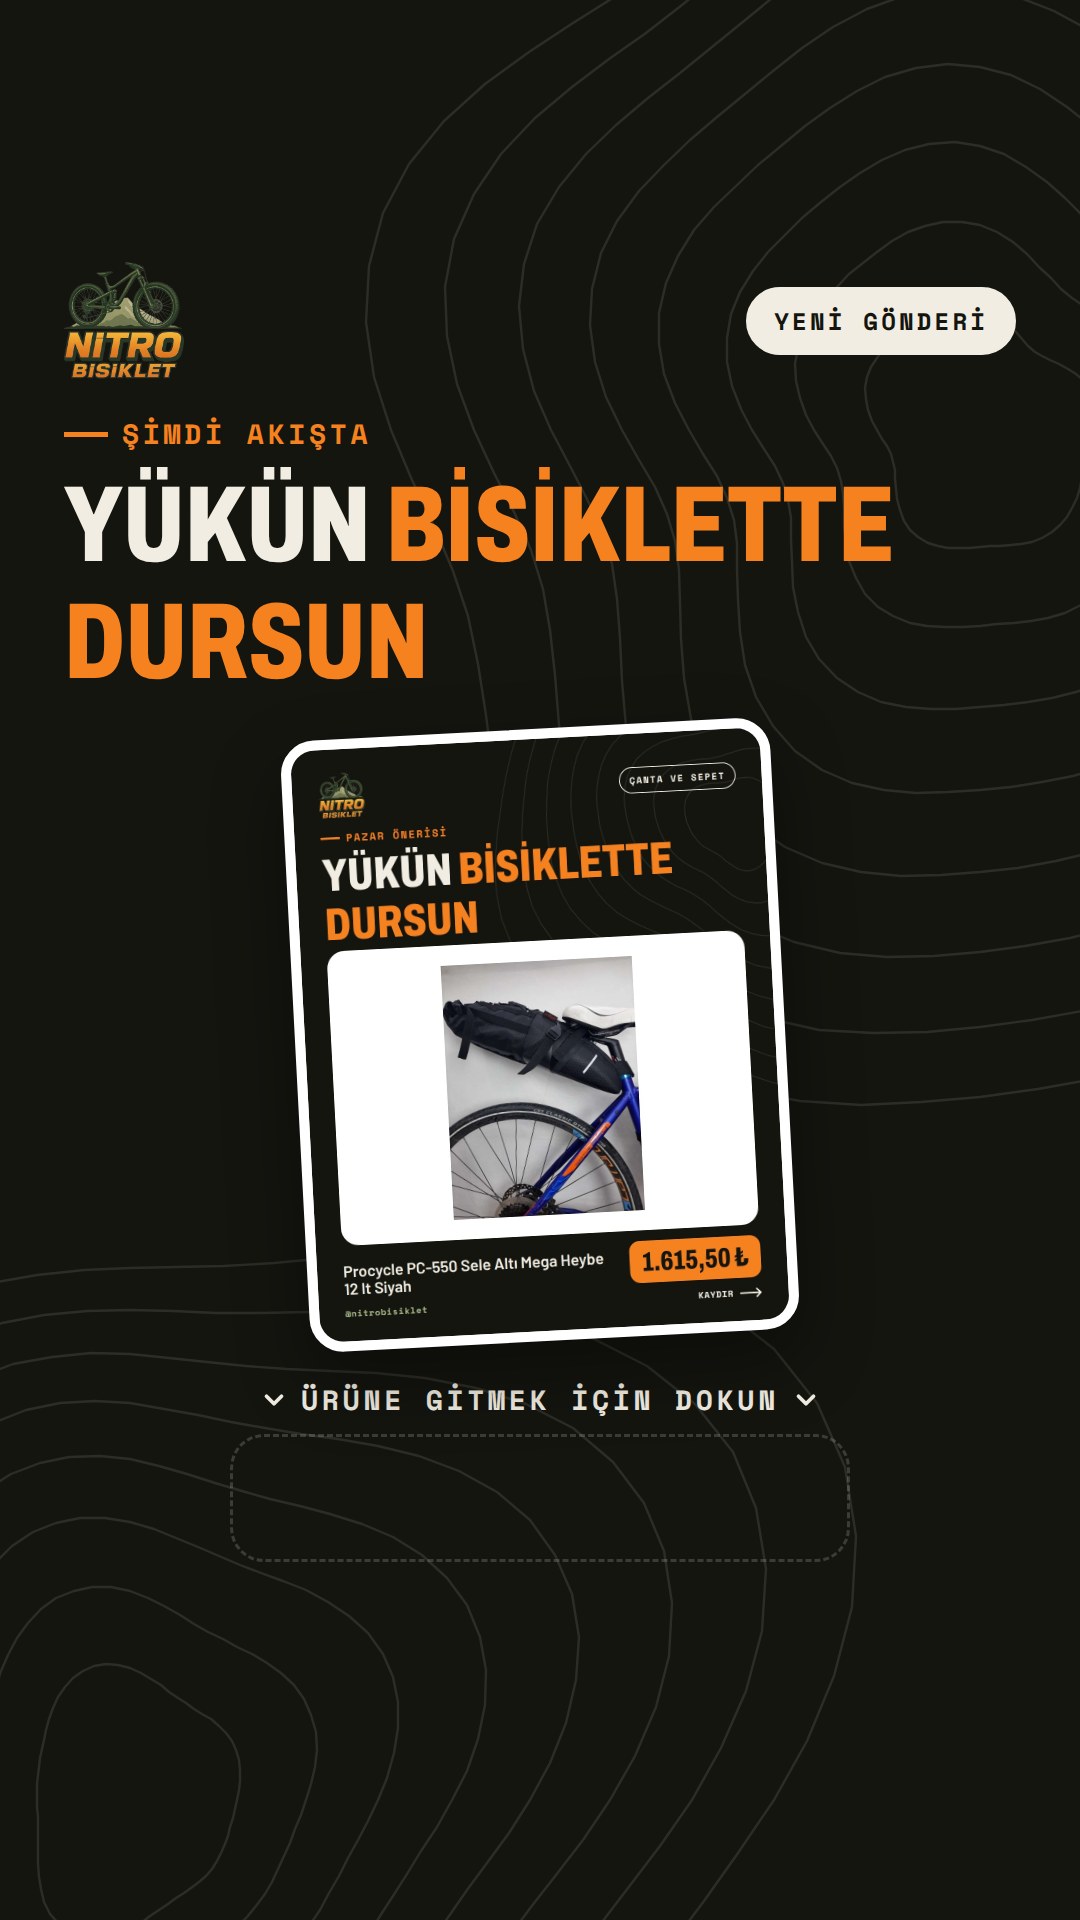 NiTRO
BiSiKLET
YENİ GÖNDERİ
ŞİMDİ AKIŞTA
YÜKÜN BİSİKLETTE
DURSUN
NiTRO
BiSiKLET
ÇANTA VE SEPET
PAZAR ÖNERİSİ
YÜKÜN BİSİKLETTE
DURSUN
Procycle PC-550 Sele Altı Mega Heybe
12 lt Siyah
1.615,50 ₺
@nitrobisiklet
KAYDIR
ÜRÜNE GİTMEK İÇİN DOKUN